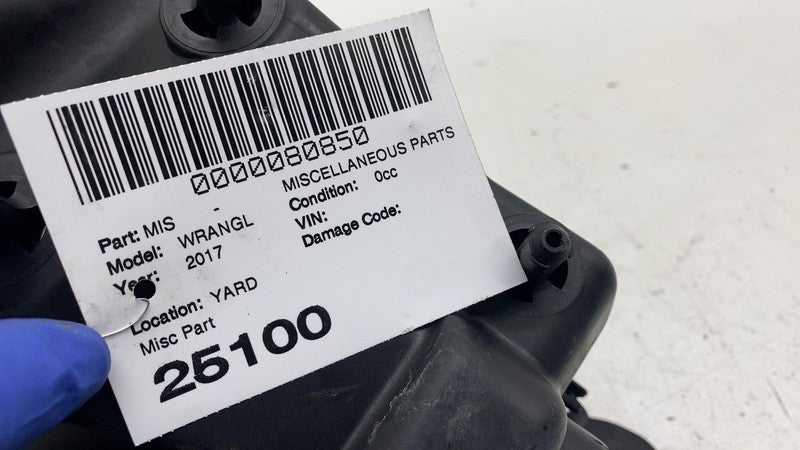 0000080850
Part: MIS - MISCELLANEOUS PARTS
Model: WRANGL Condition: 0cc
Year: 2017 VIN:
Damage Code:
Location: YARD
Misc Part
25100